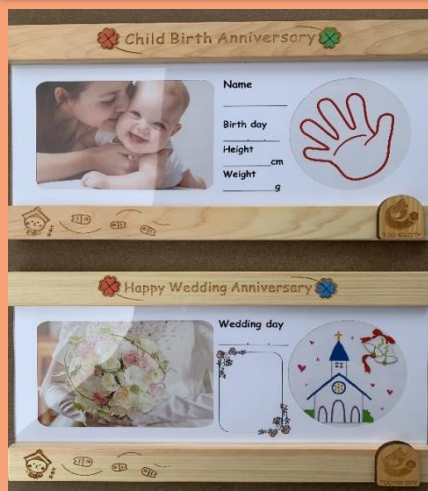 Child Birth Anniversary
Name
Birth day
Height
cm
Weight
g
Happy Wedding Anniversary
Wedding day